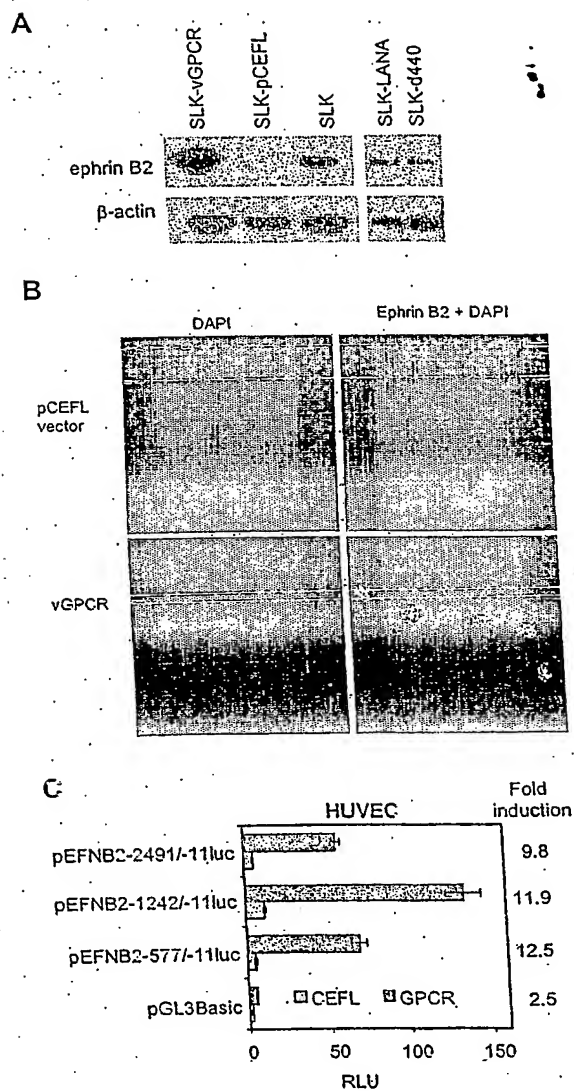 A
SLK-vGPCR
SLK-pCEFL
SLK
SLK-LANA
SLK-d440
ephrin B2
β-actin
B
DAPI
Ephrin B2 + DAPI
pCEFL
vector
vGPCR
C
Fold
induction
HUVEC
pEFNB2-2491/-11luc
9.8
pEFNB2-1242/-11luc
11.9
pEFNB2-577/-11luc
12.5
pGL3Basic
CEFL
GPCR
2.5
0
50
100
150
RLU